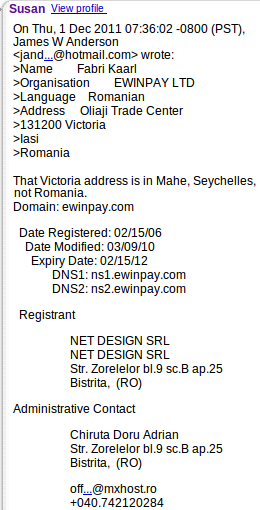 Susan View profile
On Thu, 1 Dec 2011 07:36:02 -0800 (PST),
James W Anderson
<jand...@hotmail.com> wrote:
>Name Fabri Kaarl
>Organisation EWINPAY LTD
>Language Romanian
>Address Oliaji Trade Center
>131200 Victoria
>Iasi
>Romania
That Victoria address is in Mahe, Seychelles,
not Romania.
Domain: ewinpay.com
Date Registered: 02/15/06
Date Modified: 03/09/10
Expiry Date: 02/15/12
DNS1: ns1.ewinpay.com
DNS2: ns2.ewinpay.com
Registrant
NET DESIGN SRL
NET DESIGN SRL
Str. Zorelelor bl.9 sc.B ap.25
Bistrita, (RO)
Administrative Contact
Chiruta Doru Adrian
Str. Zorelelor bl.9 sc.B ap.25
Bistrita, (RO)
off...@mxhost.ro
+040.742120284